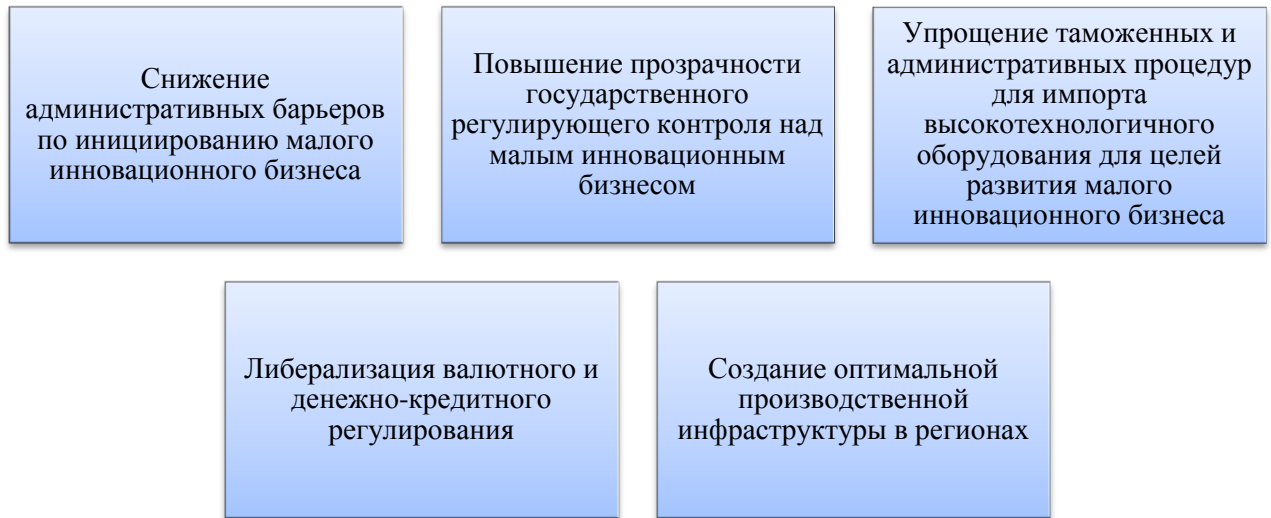 Снижение
административных барьеров
по инициированию малого
инновационного бизнеса
Повышение прозрачности
государственного
регулирующего контроля над
малым инновационным
бизнесом
Упрощение таможенных и
административных процедур
для импорта
высокотехнологичного
оборудования для целей
развития малого
инновационного бизнеса
Либерализация валютного и
денежно-кредитного
регулирования
Создание оптимальной
производственной
инфраструктуры в регионах